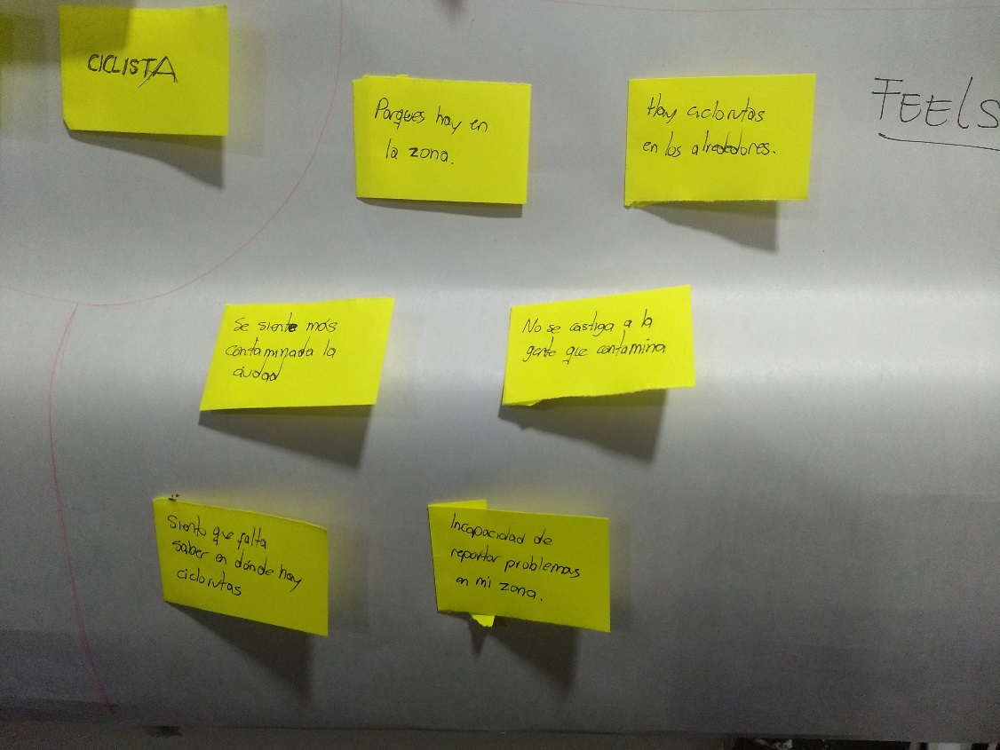 CICLISTA
Parques hay en
la zona.
Hay ciclorutas
en los alrededores.
FEElS
Se siente más
contaminada la
ciudad
No se castiga a la
gente que contamina
Siento que falta
saber en dónde hay
ciclorutas
Incapacidad de
reportar problemas
en mi zona.